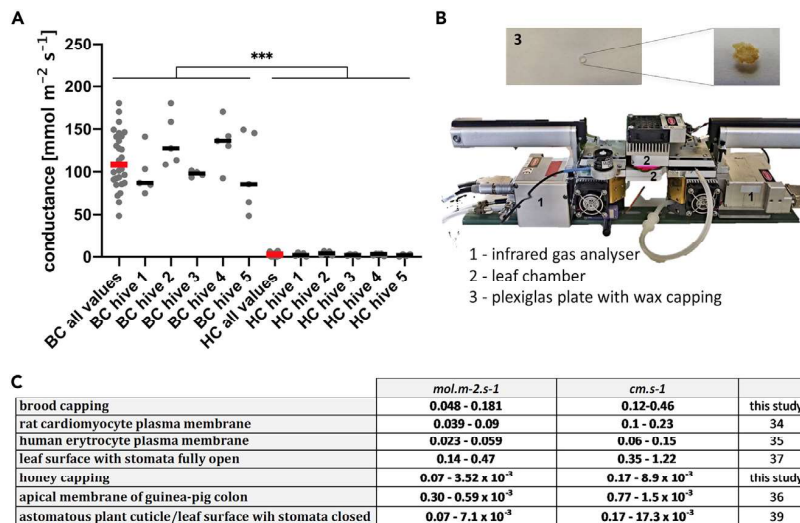 A
conductance [mmol m⁻² s⁻¹]
250
200
150
100
50
0
***
BC all values
BC hive 1
BC hive 2
BC hive 3
BC hive 4
BC hive 5
HC all values
HC hive 1
HC hive 2
HC hive 3
HC hive 4
HC hive 5
B
3
2
2
1
1
1 - infrared gas analyser
2 - leaf chamber
3 - plexiglas plate with wax capping
C
mol.m-2.s-1 cm.s-1
brood capping 0.048 - 0.181 0.12-0.46 this study
rat cardiomyocyte plasma membrane 0.039 - 0.09 0.1 - 0.23 34
human erytrocyte plasma membrane 0.023 - 0.059 0.06 - 0.15 35
leaf surface with stomata fully open 0.14 - 0.47 0.35 - 1.22 37
honey capping 0.07 - 3.52 x 10⁻³ 0.17 - 8.9 x 10⁻³ this study
apical membrane of guinea-pig colon 0.30 - 0.59 x 10⁻³ 0.77 - 1.5 x 10⁻³ 36
astomatous plant cuticle/leaf surface wih stomata closed 0.07 - 7.1 x 10⁻³ 0.17 - 17.3 x 10⁻³ 39